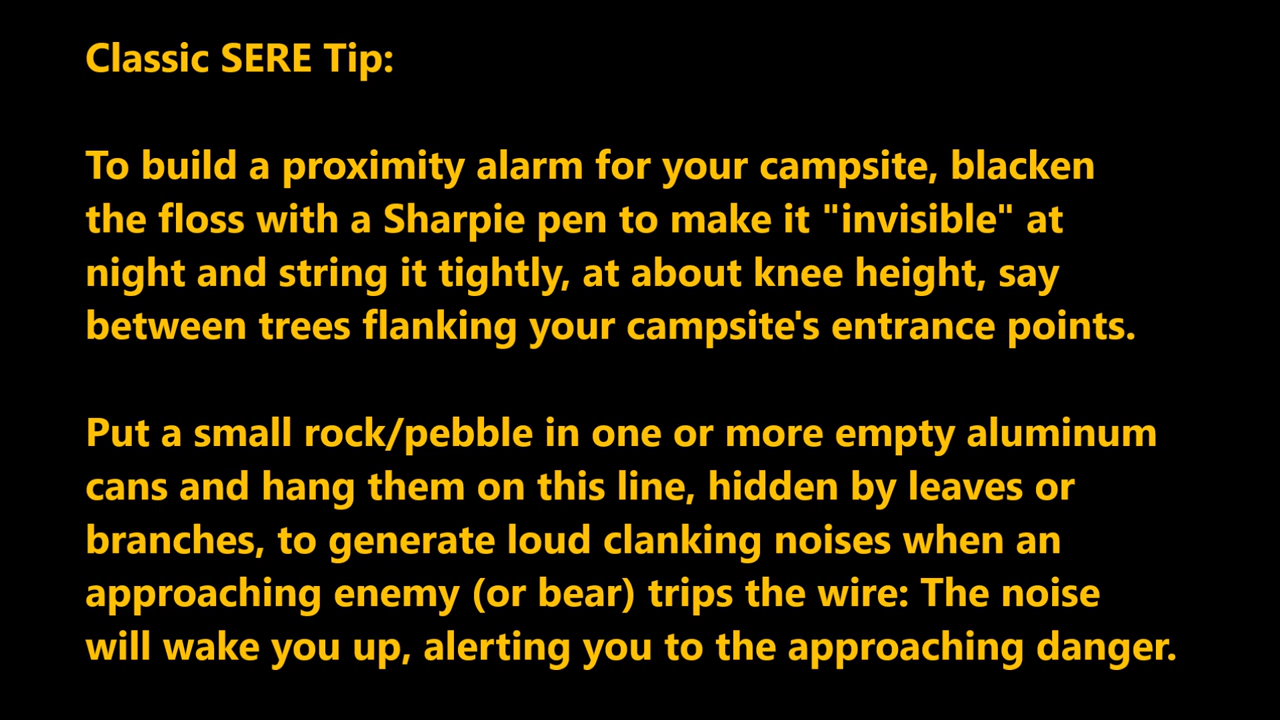 Classic SERE Tip:
To build a proximity alarm for your campsite, blacken
the floss with a Sharpie pen to make it "invisible" at
night and string it tightly, at about knee height, say
between trees flanking your campsite's entrance points.
Put a small rock/pebble in one or more empty aluminum
cans and hang them on this line, hidden by leaves or
branches, to generate loud clanking noises when an
approaching enemy (or bear) trips the wire: The noise
will wake you up, alerting you to the approaching danger.